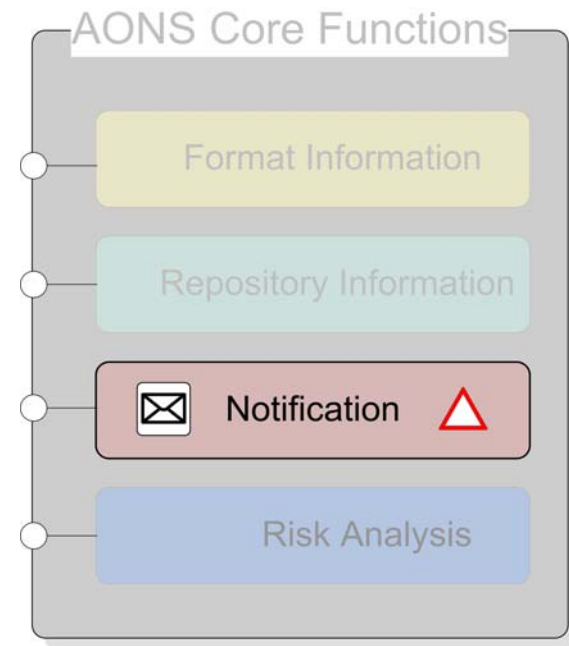 AONS Core Functions
Format Information
Repository Information
Notification
Risk Analysis